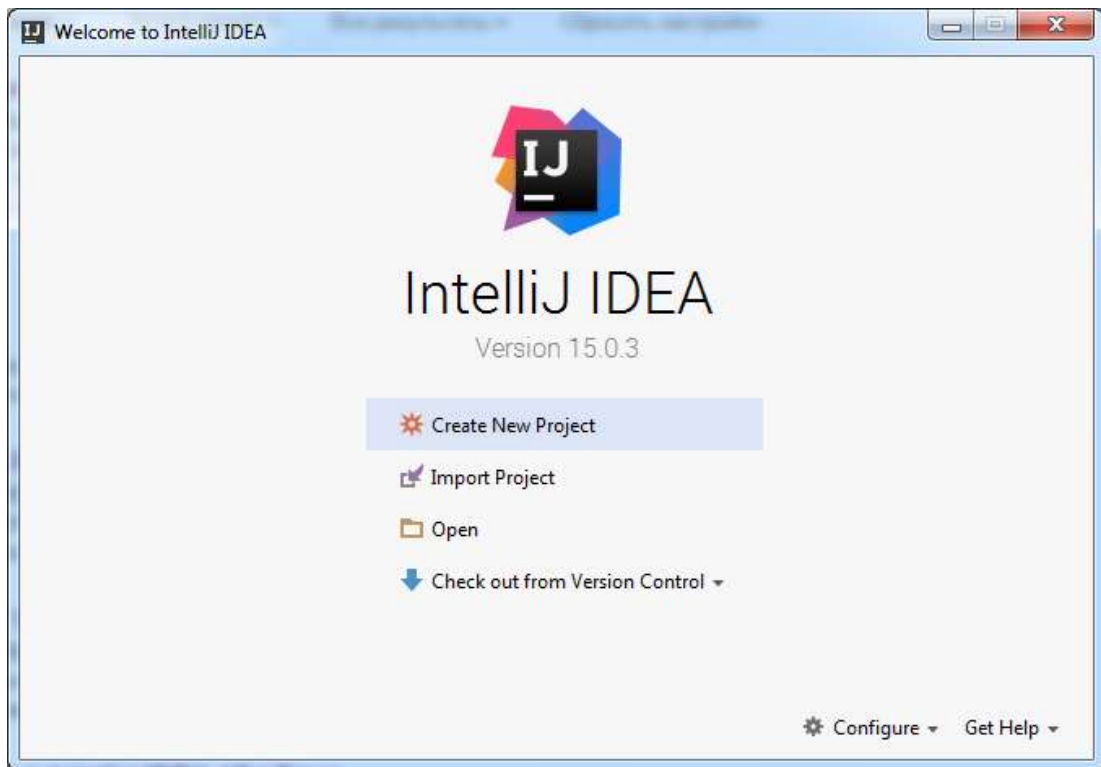 Welcome to IntelliJ IDEA
IJ
IntelliJ IDEA
Version 15.0.3
Create New Project
Import Project
Open
Check out from Version Control
Configure
Get Help